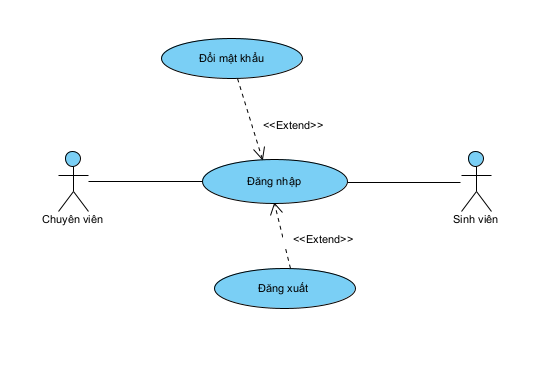 Đổi mật khẩu
<<Extend>>
Đăng nhập
Chuyên viên
Sinh viên
<<Extend>>
Đăng xuất